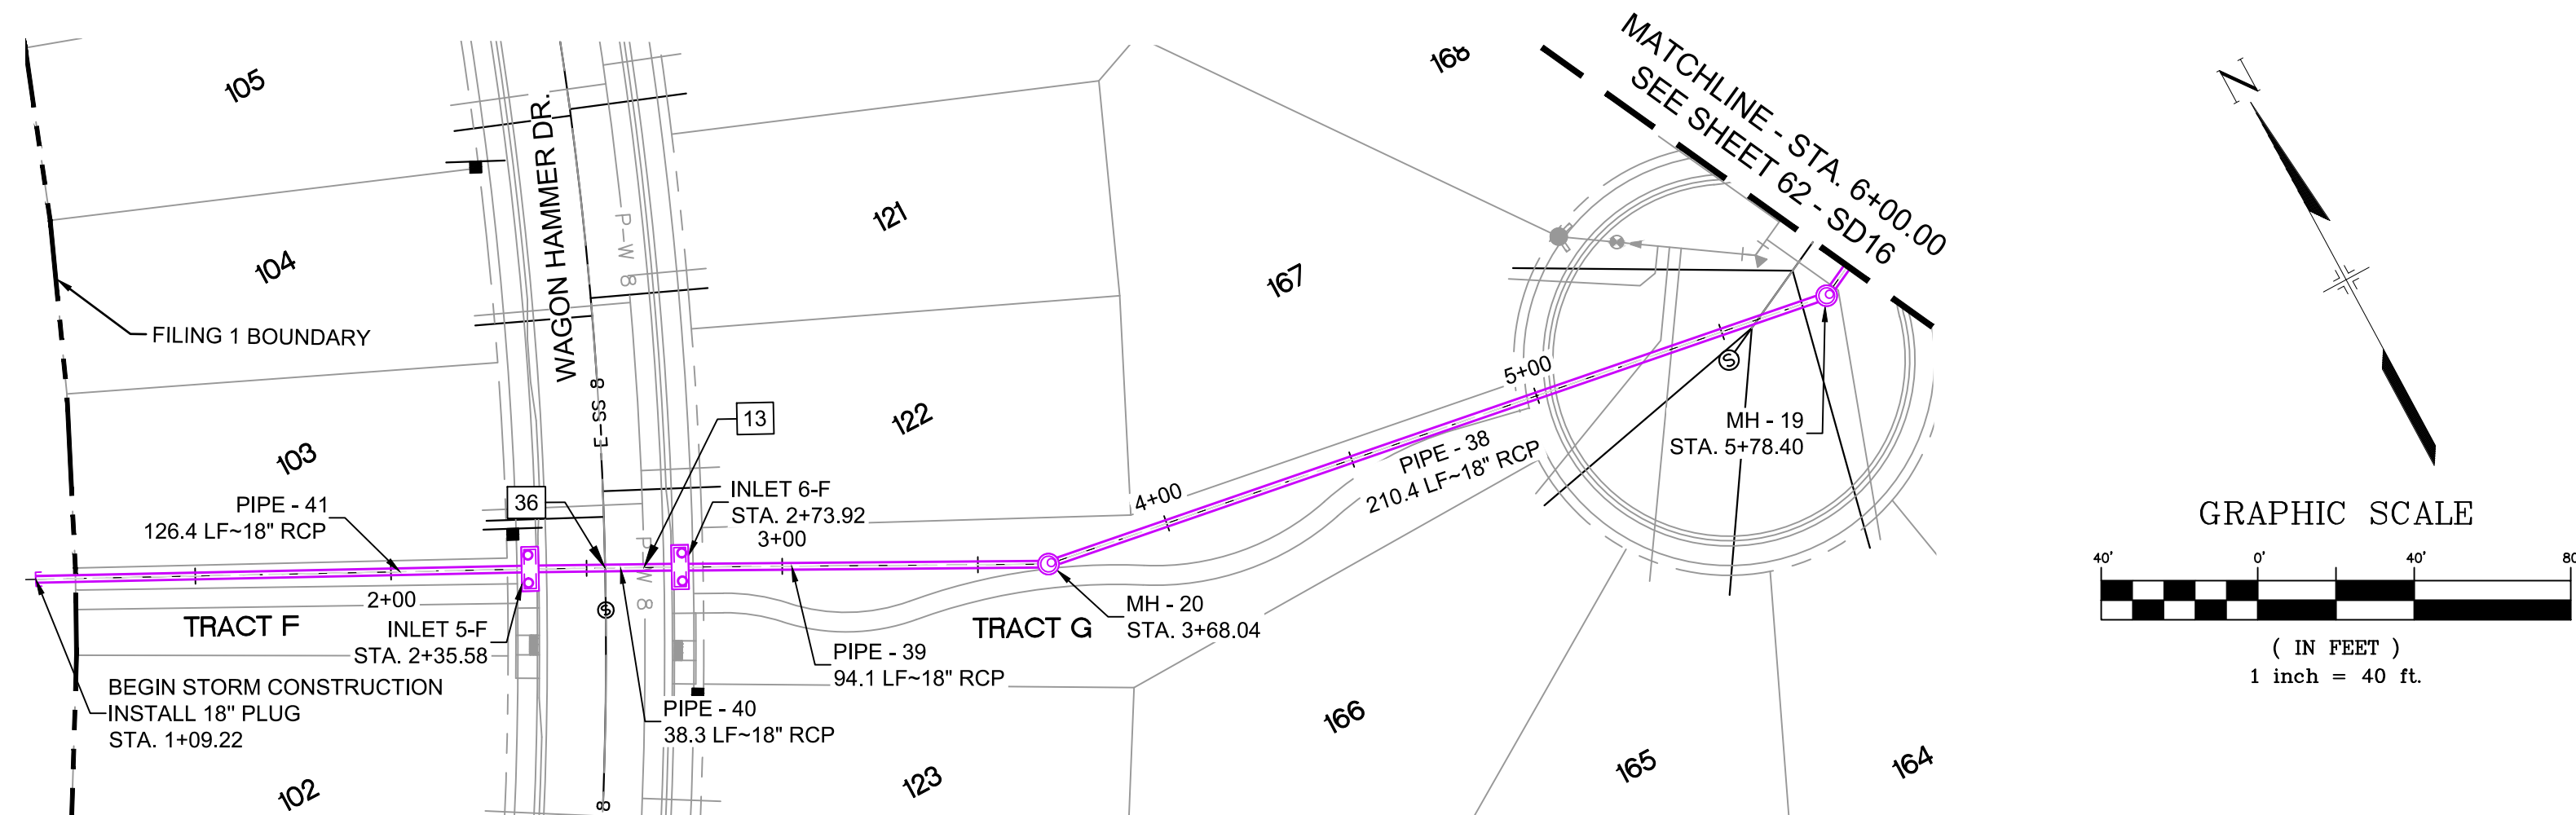 105
104
103
102
FILING 1 BOUNDARY
WAGON HAMMER DR.
P-W 8
E-SS 8
P-W 8
8
121
122
123
167
168
166
165
164
MATCHLINE - STA. 6+00.00
SEE SHEET 62 - SD16
13
36
PIPE - 41
126.4 LF~18" RCP
INLET 6-F
STA. 2+73.92
3+00
4+00
5+00
PIPE - 38
210.4 LF~18" RCP
MH - 19
STA. 5+78.40
S
S
2+00
TRACT F
INLET 5-F
STA. 2+35.58
TRACT G
MH - 20
STA. 3+68.04
PIPE - 39
94.1 LF~18" RCP
PIPE - 40
38.3 LF~18" RCP
BEGIN STORM CONSTRUCTION
INSTALL 18" PLUG
STA. 1+09.22
N
GRAPHIC SCALE
40' 0' 40' 80
( IN FEET )
1 inch = 40 ft.